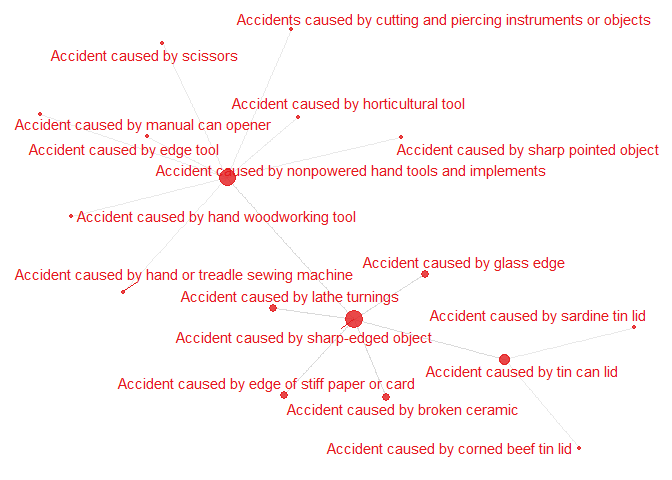 Accidents caused by cutting and piercing instruments or objects
Accident caused by scissors
Accident caused by horticultural tool
Accident caused by manual can opener
Accident caused by edge tool
Accident caused by sharp pointed object
Accident caused by nonpowered hand tools and implements
Accident caused by hand woodworking tool
Accident caused by glass edge
Accident caused by hand or treadle sewing machine
Accident caused by lathe turnings
Accident caused by sardine tin lid
Accident caused by sharp-edged object
Accident caused by tin can lid
Accident caused by edge of stiff paper or card
Accident caused by broken ceramic
Accident caused by corned beef tin lid